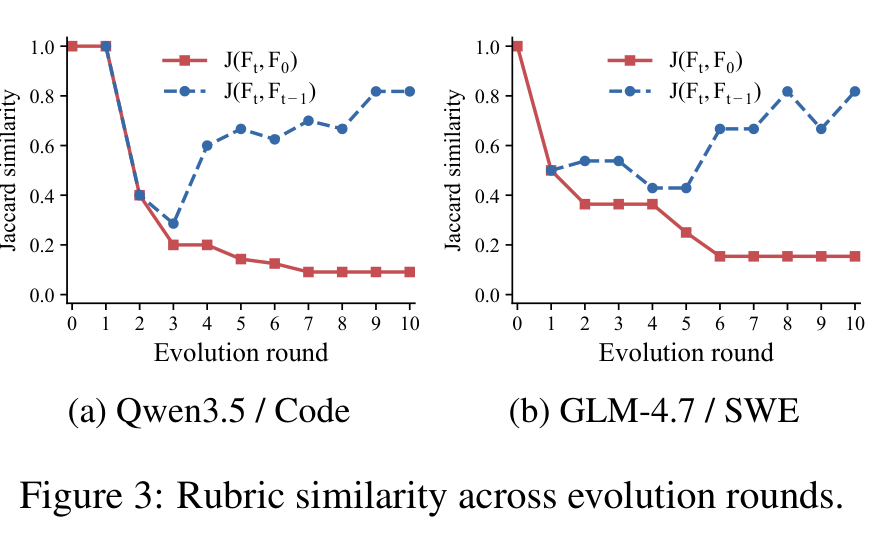 Jaccard similarity
1.0
0.8
0.6
0.4
0.2
0.0
J(Fₜ, F₀)
J(Fₜ, Fₜ₋₁)
0 1 2 3 4 5 6 7 8 9 10
Evolution round
(a) Qwen3.5 / Code
Jaccard similarity
1.0
0.8
0.6
0.4
0.2
0.0
J(Fₜ, F₀)
J(Fₜ, Fₜ₋₁)
0 1 2 3 4 5 6 7 8 9 10
Evolution round
(b) GLM-4.7 / SWE
Figure 3: Rubric similarity across evolution rounds.